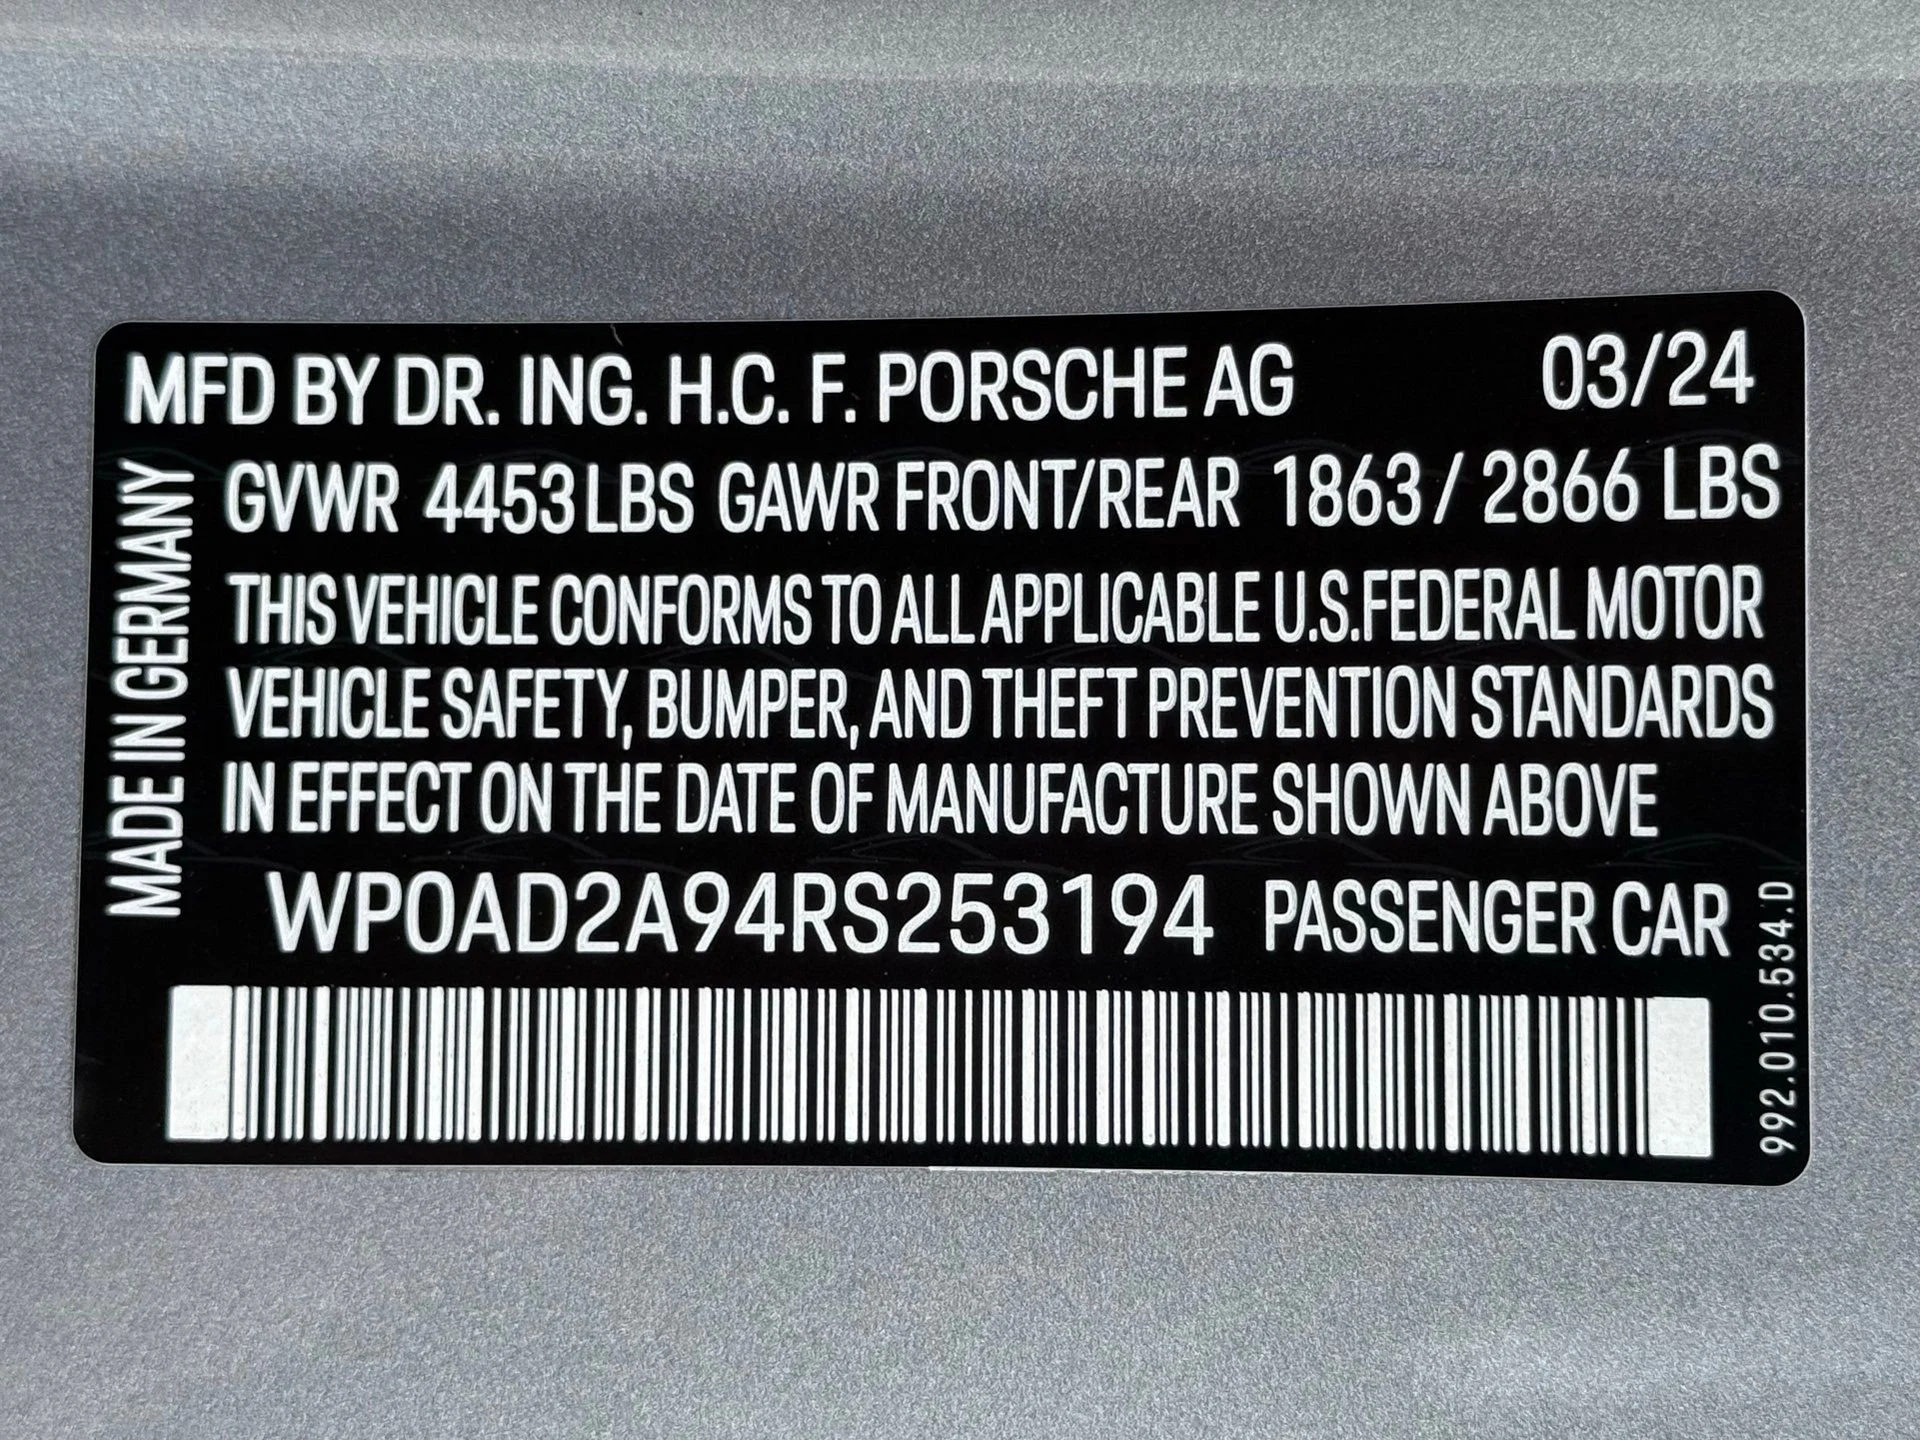 MFD BY DR. ING. H.C. F. PORSCHE AG 03/24
GVWR 4453 LBS GAWR FRONT/REAR 1863 / 2866 LBS
THIS VEHICLE CONFORMS TO ALL APPLICABLE U.S.FEDERAL MOTOR
VEHICLE SAFETY, BUMPER, AND THEFT PREVENTION STANDARDS
IN EFFECT ON THE DATE OF MANUFACTURE SHOWN ABOVE
WP0AD2A94RS253194 PASSENGER CAR
MADE IN GERMANY
992.010.534.D